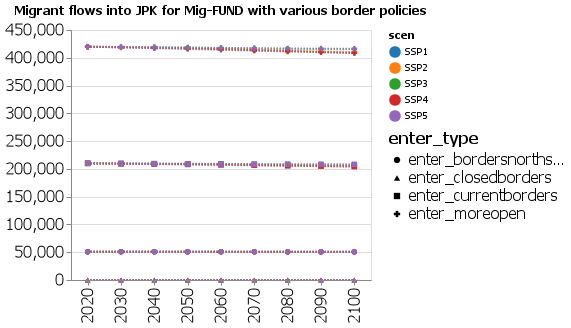 Migrant flows into JPK for Mig-FUND with various border policies
450,000
400,000
350,000
300,000
250,000
200,000
150,000
100,000
50,000
0
2020
2030
2040
2050
2060
2070
2080
2090
2100
scen
SSP1
SSP2
SSP3
SSP4
SSP5
enter_type
enter_bordersnorths…
enter_closedborders
enter_currentborders
enter_moreopen